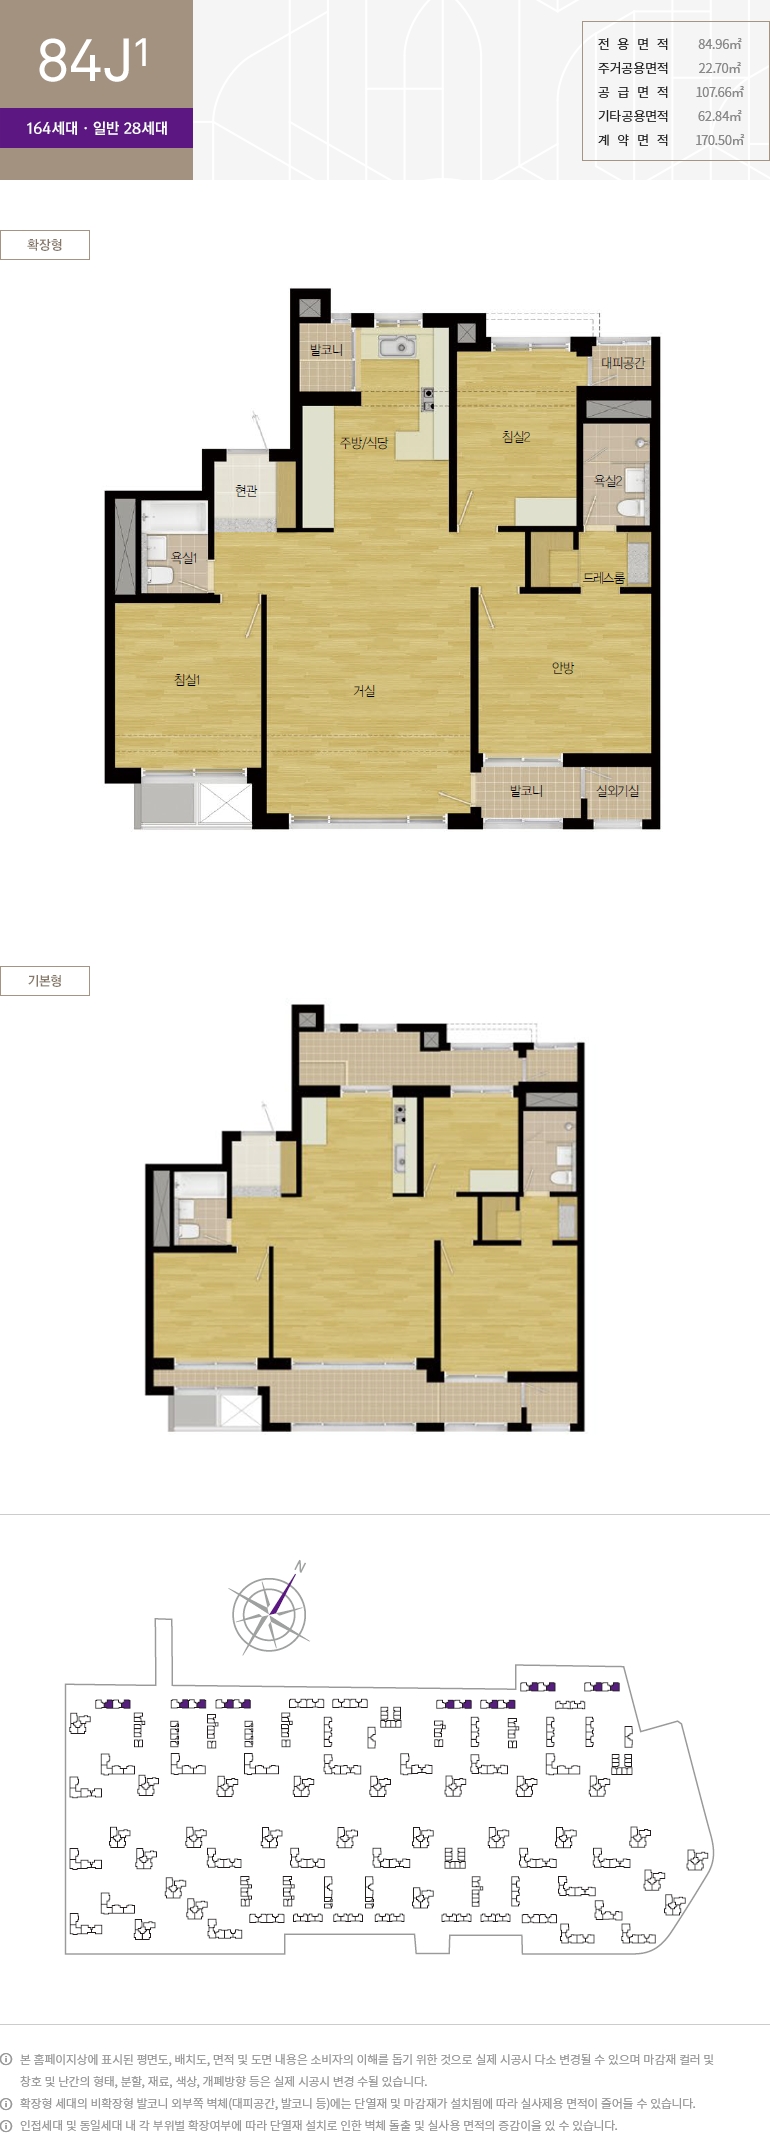 84J1
164세대 · 일반 28세대
전 용 면 적 84.96㎡
주거공용면적 22.70㎡
공 급 면 적 107.66㎡
기타공용면적 62.84㎡
계 약 면 적 170.50㎡
확장형
발코니
대피공간
주방/식당
침실2
욕실2
현관
욕실1
드레스룸
안방
침실1
거실
발코니
실외기실
기본형
N
본 홈페이지상에 표시된 평면도, 배치도, 면적 및 도면 내용은 소비자의 이해를 돕기 위한 것으로 실제 시공시 다소 변경될 수 있으며 마감재 컬러 및
창호 및 난간의 형태, 분할, 재료, 색상, 개폐방향 등은 실제 시공시 변경 수될 있습니다.
확장형 세대의 비확장형 발코니 외부쪽 벽체(대피공간, 발코니 등)에는 단열재 및 마감재가 설치됨에 따라 실사제용 면적이 줄어들 수 있습니다.
인접세대 및 동일세대 내 각 부위별 확장여부에 따라 단열재 설치로 인한 벽체 돌출 및 실사용 면적의 증감이을 있 수 있습니다.